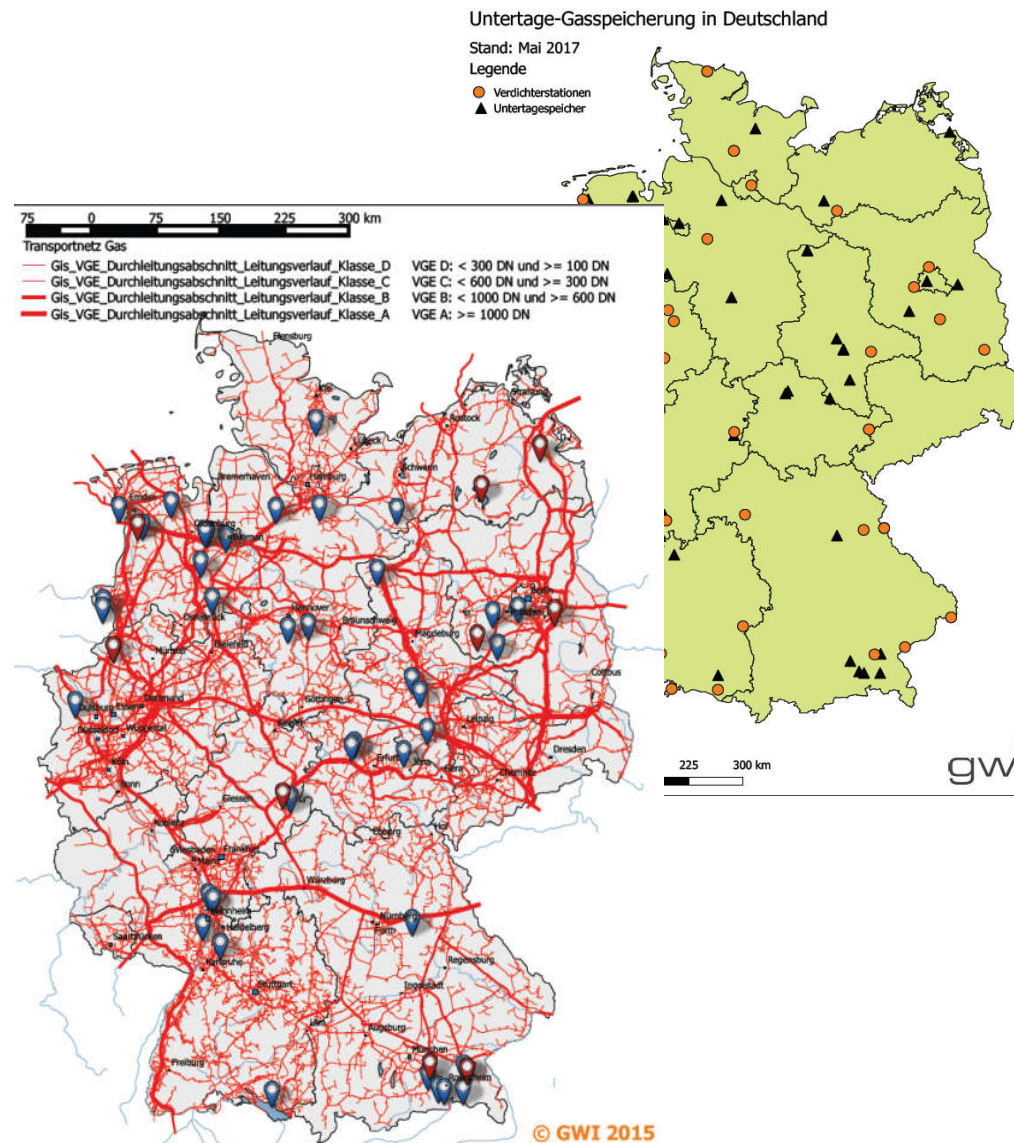 Untertage-Gasspeicherung in Deutschland
Stand: Mai 2017
Legende
Verdichterstationen
Untertagespeicher
75 0 75 150 225 300 km
Transportnetz Gas
Gis_VGE_Durchleitungsabschnitt_Leitungsverlauf_Klasse_D VGE D: < 300 DN und >= 100 DN
Gis_VGE_Durchleitungsabschnitt_Leitungsverlauf_Klasse_C VGE C: < 600 DN und >= 300 DN
Gis_VGE_Durchleitungsabschnitt_Leitungsverlauf_Klasse_B VGE B: < 1000 DN und >= 600 DN
Gis_VGE_Durchleitungsabschnitt_Leitungsverlauf_Klasse_A VGE A: >= 1000 DN
Flensburg
Stralsund
Rostock
Lübeck
Schwerin
Bremerhaven
Hamburg
Emden
Oldenburg
Bremen
Berlin
Potsdam
Osnabrück
Hannover
Braunschweig
Magdeburg
Münster
Bielefeld
Cottbus
Dortmund
Göttingen
Duisburg
Essen
Leipzig
Düsseldorf
Wuppertal
Kassel
Dresden
Köln
Erfurt
Jena
Gera
Chemnitz
Bonn
Giessen
Koblenz
Coburg
Hof
Wiesbaden
Frankfurt
Mainz
Würzburg
Mannheim
Nürnberg
Fürth
Heidelberg
Saarbrücken
Karlsruhe
Regensburg
Stuttgart
Ingolstadt
Ulm
Augsburg
München
Freiburg
Rosenheim
225 300 km
gw
© GWI 2015